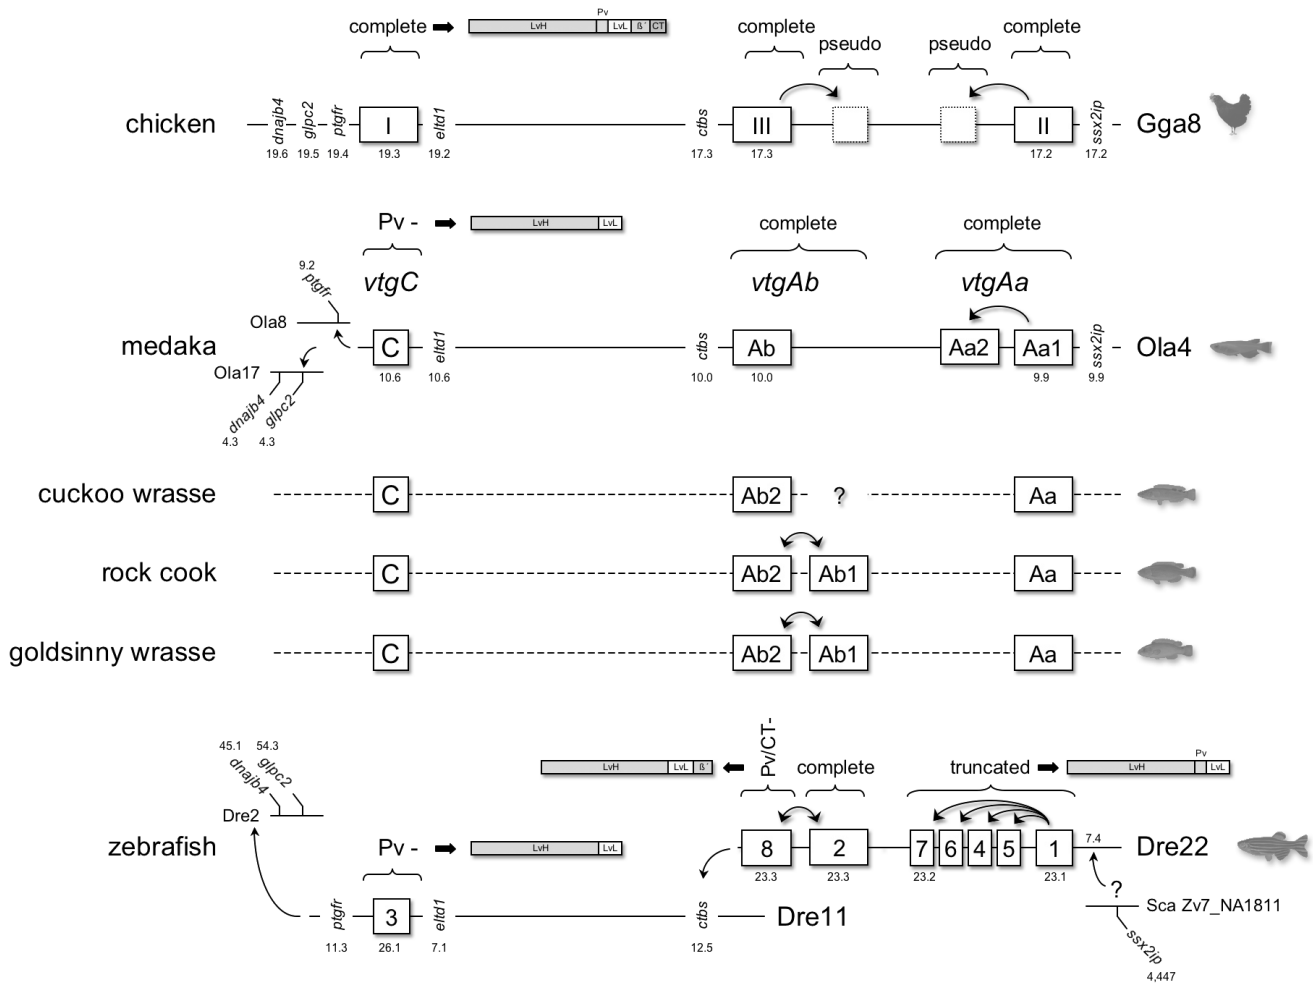 Pv
complete LvH LvL ß´ CT complete complete
pseudo pseudo
chicken dnajb4 glpc2 ptgfr I eltd1 ctbs III II ssx2ip Gga8
19.6 19.5 19.4 19.3 19.2 17.3 17.3 17.2 17.2
Pv - LvH LvL complete complete
9.2 ptgfr vtgC vtgAb vtgAa
Ola8
medaka C eltd1 ctbs Ab Aa2 Aa1 ssx2ip Ola4
Ola17 10.6 10.6 10.0 10.0 9.9 9.9
dnajb4 glpc2
4.3 4.3
cuckoo wrasse C Ab2 ? Aa
rock cook C Ab2 Ab1 Aa
goldsinny wrasse C Ab2 Ab1 Aa
45.1 54.3 Pv/CT- Pv
dnajb4 glpc2 LvH LvL ß´ complete truncated LvH LvL
Dre2
zebrafish Pv - LvH LvL 8 2 7 6 4 5 1 7.4 Dre22
23.3 23.3 23.2 23.1
? Sca Zv7_NA1811
ptgfr 3 eltd1 ctbs Dre11
11.3 26.1 7.1 12.5 ssx2ip
4,447